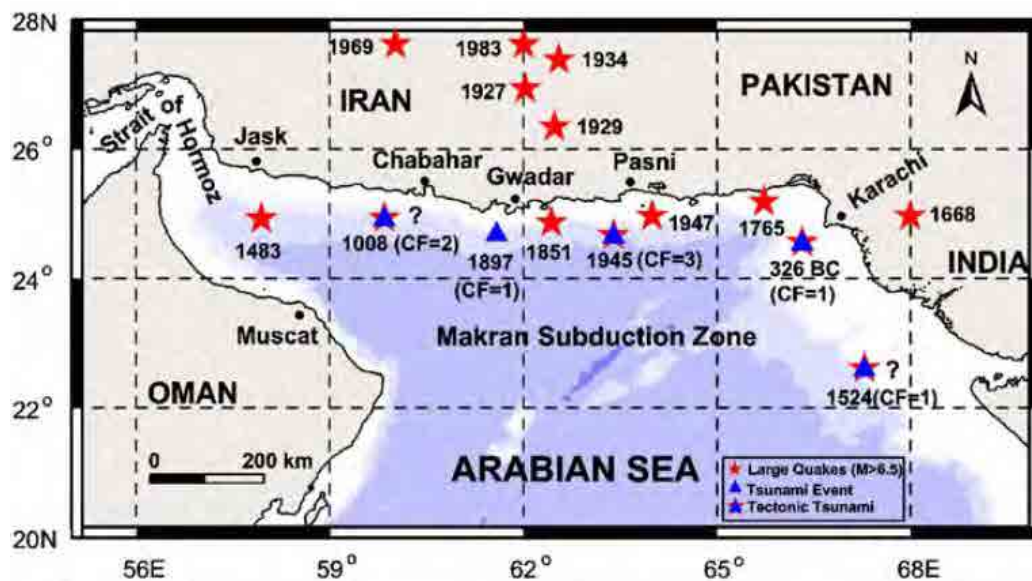 28N
1969
1983
1934
PAKISTAN
N
1927
IRAN
1929
26°
Strait of Hormoz
Jask
Chabahar
Gwadar
Pasni
Karachi
1483
1008 (CF=2)
?
1897
(CF=1)
1851
1945 (CF=3)
1947
1765
326 BC
(CF=1)
1668
INDIA
24°
Muscat
Makran Subduction Zone
OMAN
?
1524(CF=1)
22°
0
200 km
ARABIAN SEA
Large Quakes (M>6.5)
Tsunami Event
Tectonic Tsunami
20N
56E
59°
62°
65°
68E